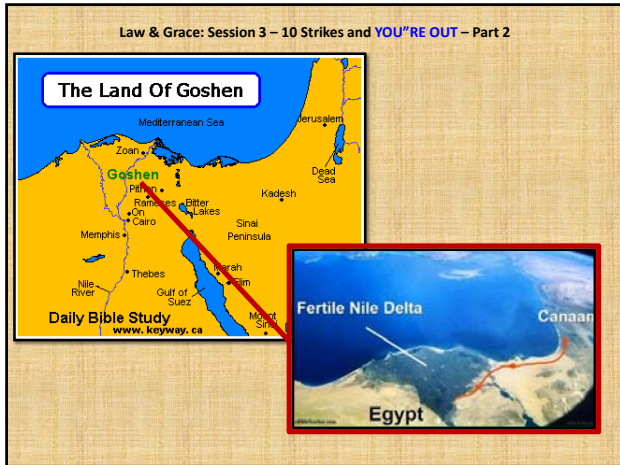 Law & Grace: Session 3 – 10 Strikes and YOU"RE OUT – Part 2
The Land Of Goshen
Mediterranean Sea
Jerusalem
Zoan
Dead
Sea
Goshen
Pithon
Kadesh
Rameses
Bitter
Lakes
On
Cairo
Sinai
Peninsula
Memphis
Marah
Elim
Thebes
Nile
River
Gulf of
Suez
Mount
Daily Bible Study
www.keyway.ca
Fertile Nile Delta
Canaan
Egypt